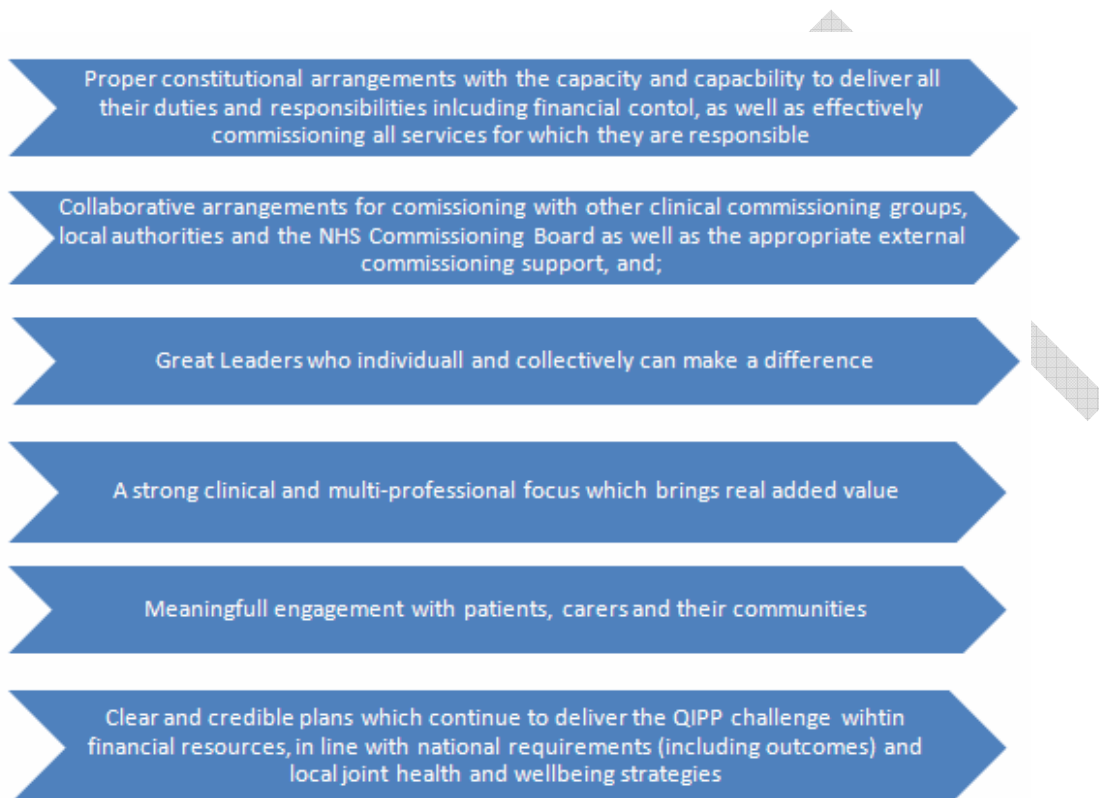 Proper constitutional arrangements with the capacity and capacbility to deliver all
their duties and responsibilities inlcuding financial contol, as well as effectively
commissioning all services for which they are responsible
Collaborative arrangements for comissioning with other clinical commissioning groups,
local authorities and the NHS Commissioning Board as well as the appropriate external
commissioning support, and;
Great Leaders who individuall and collectively can make a difference
A strong clinical and multi-professional focus which brings real added value
Meaningfull engagement with patients, carers and their communities
Clear and credible plans which continue to deliver the QIPP challenge wihtin
financial resources, in line with national requirements (including outcomes) and
local joint health and wellbeing strategies